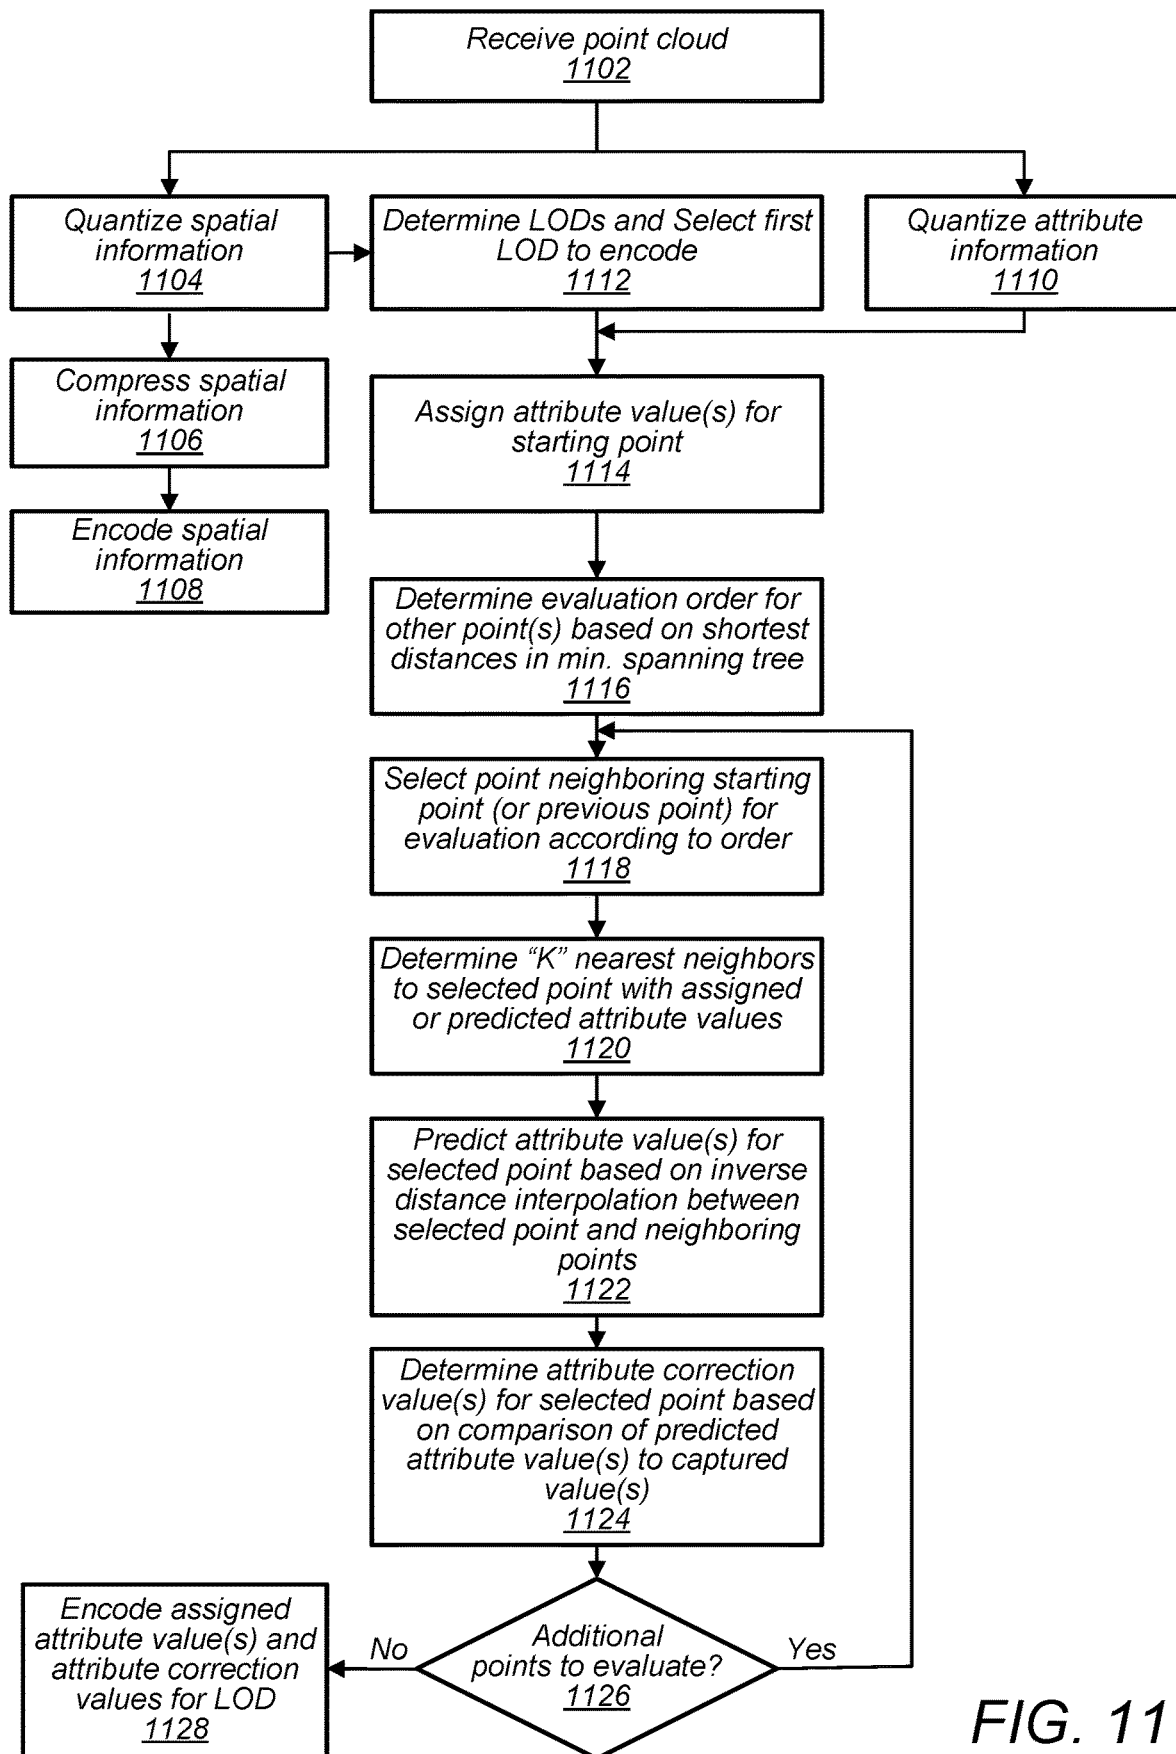 Receive point cloud
1102
Quantize spatial
information
1104
Determine LODs and Select first
LOD to encode
1112
Quantize attribute
information
1110
Compress spatial
information
1106
Assign attribute value(s) for
starting point
1114
Encode spatial
information
1108
Determine evaluation order for
other point(s) based on shortest
distances in min. spanning tree
1116
Select point neighboring starting
point (or previous point) for
evaluation according to order
1118
Determine “K” nearest neighbors
to selected point with assigned
or predicted attribute values
1120
Predict attribute value(s) for
selected point based on inverse
distance interpolation between
selected point and neighboring
points
1122
Determine attribute correction
value(s) for selected point based
on comparison of predicted
attribute value(s) to captured
value(s)
1124
Additional
points to evaluate?
1126
Yes
No
Encode assigned
attribute value(s) and
attribute correction
values for LOD
1128
FIG. 11